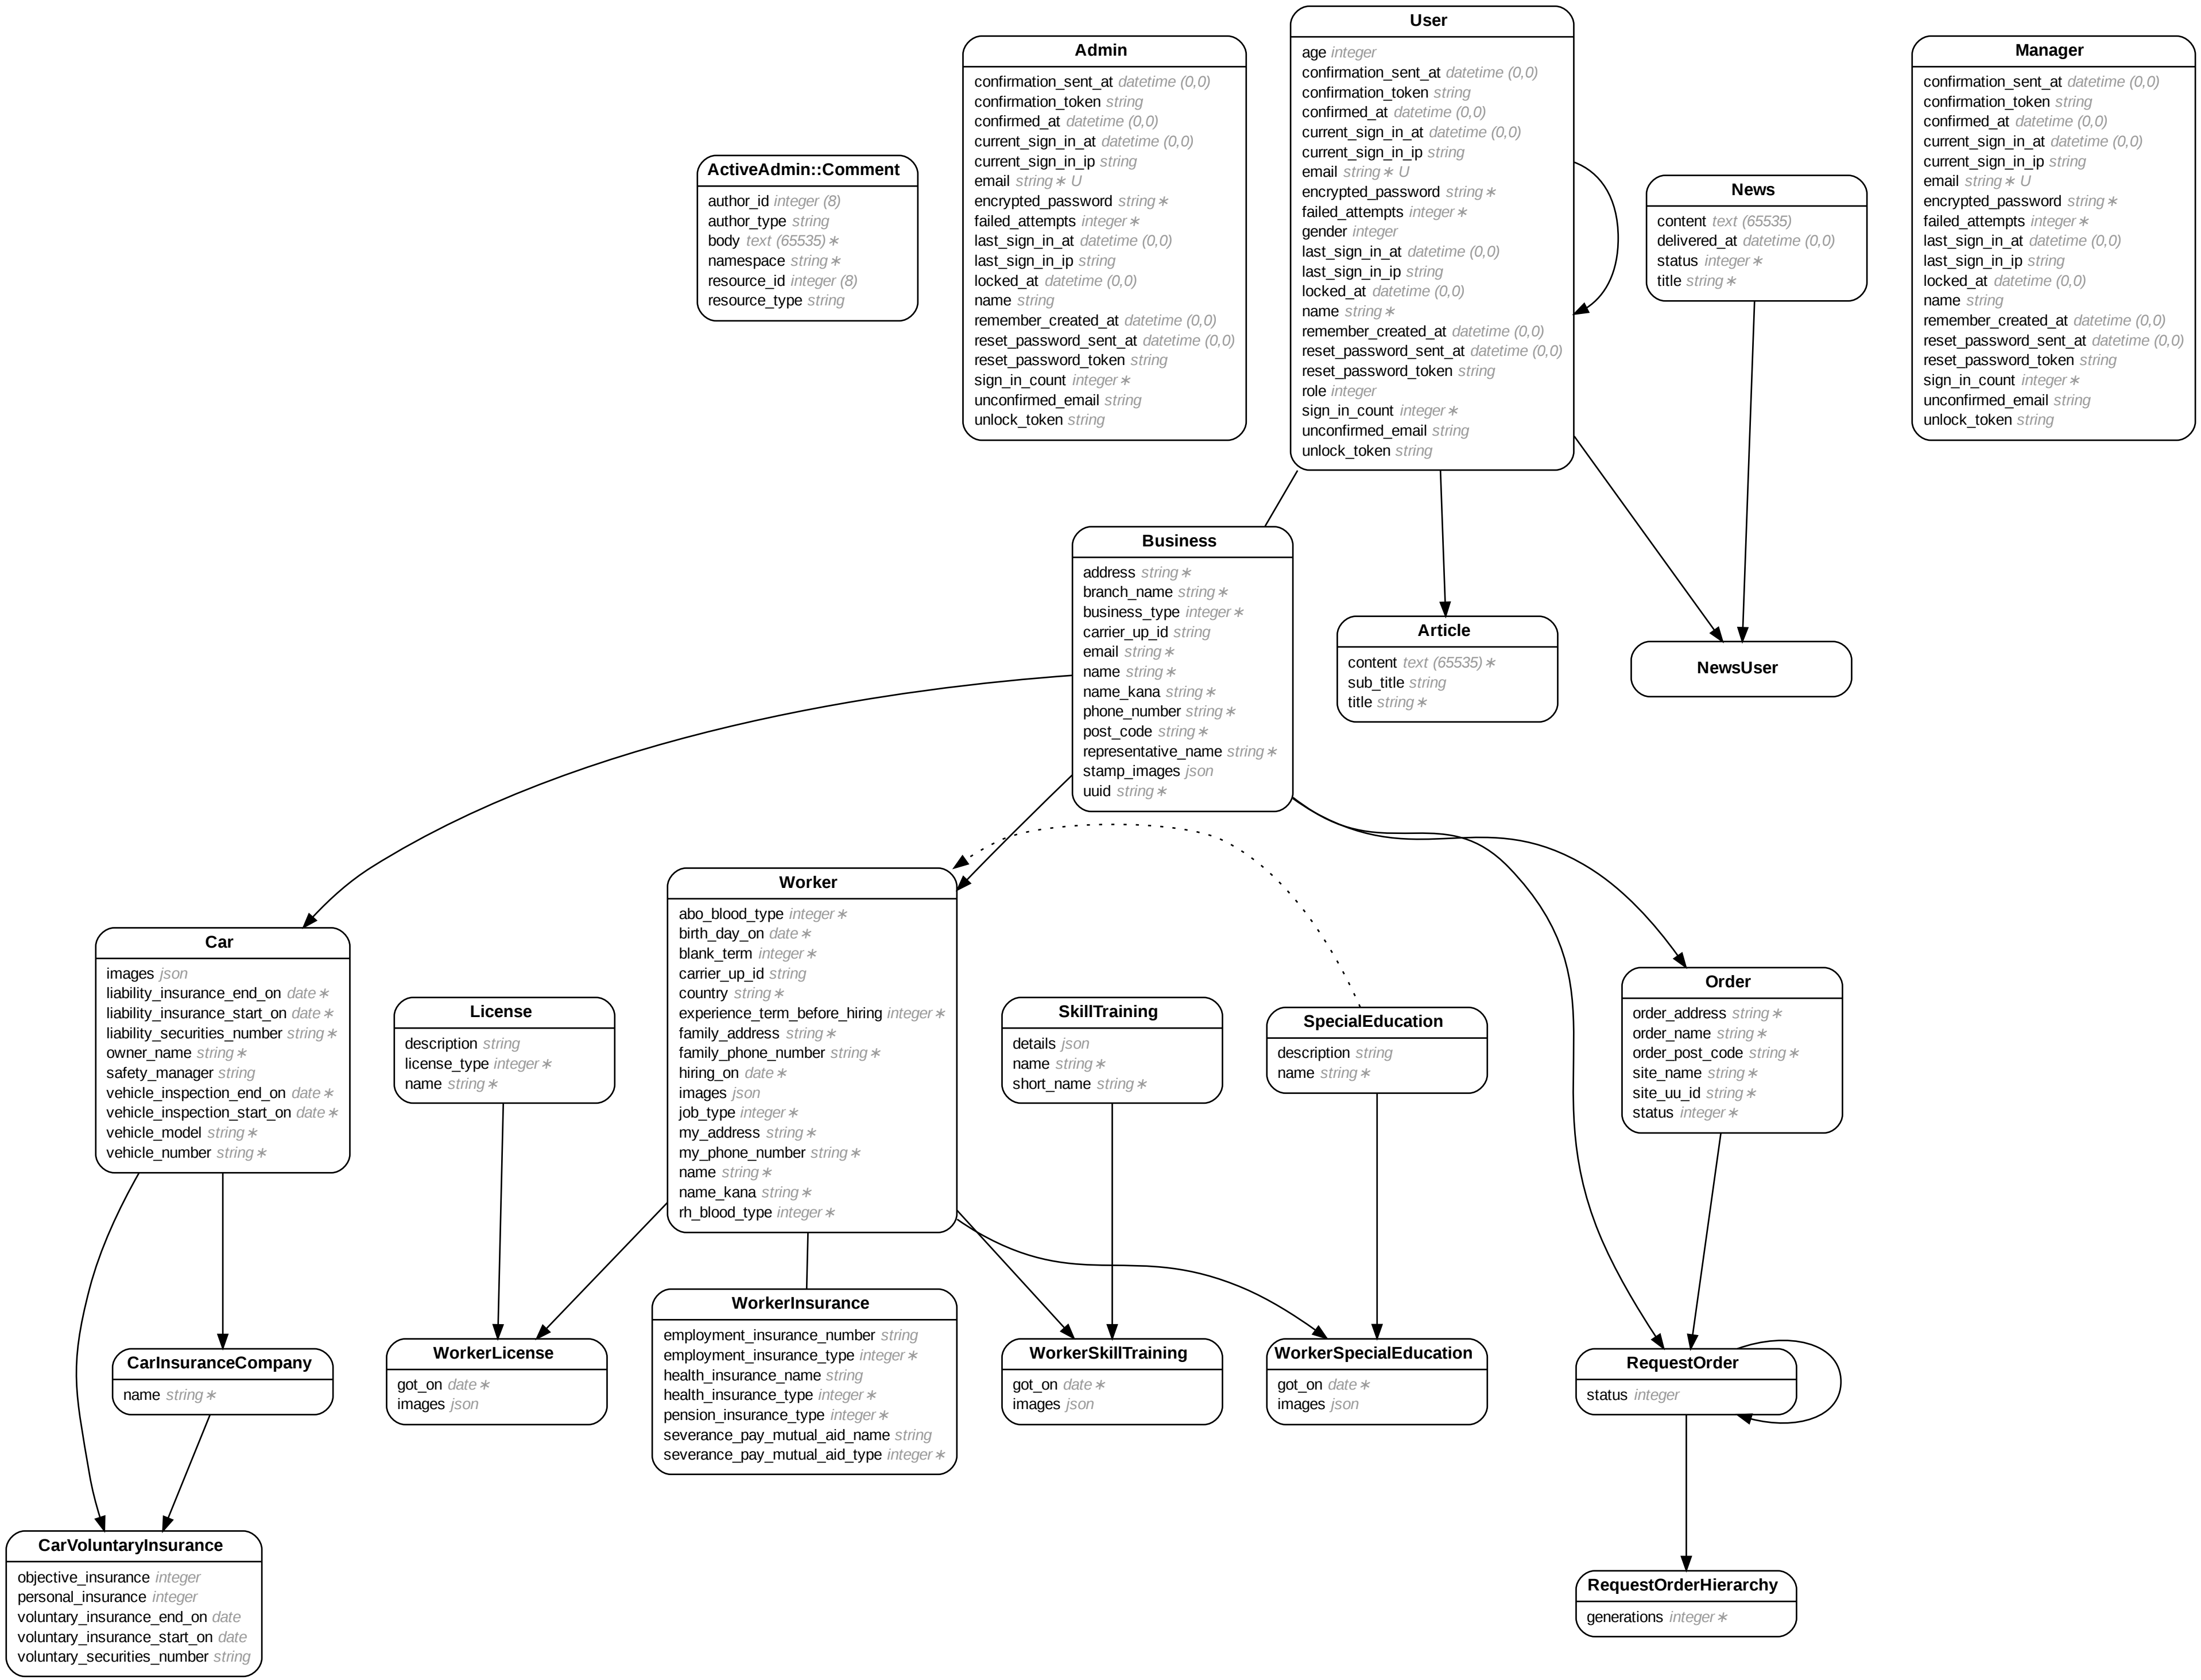 User
age integer
confirmation_sent_at datetime (0,0)
confirmation_token string
confirmed_at datetime (0,0)
current_sign_in_at datetime (0,0)
current_sign_in_ip string
email string∗ U
encrypted_password string∗
failed_attempts integer∗
gender integer
last_sign_in_at datetime (0,0)
last_sign_in_ip string
locked_at datetime (0,0)
name string∗
remember_created_at datetime (0,0)
reset_password_sent_at datetime (0,0)
reset_password_token string
role integer
sign_in_count integer∗
unconfirmed_email string
unlock_token string
Admin
confirmation_sent_at datetime (0,0)
confirmation_token string
confirmed_at datetime (0,0)
current_sign_in_at datetime (0,0)
current_sign_in_ip string
email string∗ U
encrypted_password string∗
failed_attempts integer∗
last_sign_in_at datetime (0,0)
last_sign_in_ip string
locked_at datetime (0,0)
name string
remember_created_at datetime (0,0)
reset_password_sent_at datetime (0,0)
reset_password_token string
sign_in_count integer∗
unconfirmed_email string
unlock_token string
Manager
confirmation_sent_at datetime (0,0)
confirmation_token string
confirmed_at datetime (0,0)
current_sign_in_at datetime (0,0)
current_sign_in_ip string
email string∗ U
encrypted_password string∗
failed_attempts integer∗
last_sign_in_at datetime (0,0)
last_sign_in_ip string
locked_at datetime (0,0)
name string
remember_created_at datetime (0,0)
reset_password_sent_at datetime (0,0)
reset_password_token string
sign_in_count integer∗
unconfirmed_email string
unlock_token string
ActiveAdmin::Comment
author_id integer (8)
author_type string
body text (65535)∗
namespace string∗
resource_id integer (8)
resource_type string
News
content text (65535)
delivered_at datetime (0,0)
status integer∗
title string∗
Business
address string∗
branch_name string∗
business_type integer∗
carrier_up_id string
email string∗
name string∗
name_kana string∗
phone_number string∗
post_code string∗
representative_name string∗
stamp_images json
uuid string∗
Article
content text (65535)∗
sub_title string
title string∗
NewsUser
Worker
abo_blood_type integer∗
birth_day_on date∗
blank_term integer∗
carrier_up_id string
country string∗
experience_term_before_hiring integer∗
family_address string∗
family_phone_number string∗
hiring_on date∗
images json
job_type integer∗
my_address string∗
my_phone_number string∗
name string∗
name_kana string∗
rh_blood_type integer∗
Car
images json
liability_insurance_end_on date∗
liability_insurance_start_on date∗
liability_securities_number string∗
owner_name string∗
safety_manager string
vehicle_inspection_end_on date∗
vehicle_inspection_start_on date∗
vehicle_model string∗
vehicle_number string∗
License
description string
license_type integer∗
name string∗
SkillTraining
details json
name string∗
short_name string∗
SpecialEducation
description string
name string∗
Order
order_address string∗
order_name string∗
order_post_code string∗
site_name string∗
site_uu_id string∗
status integer∗
CarInsuranceCompany
name string∗
WorkerLicense
got_on date∗
images json
WorkerInsurance
employment_insurance_number string
employment_insurance_type integer∗
health_insurance_name string
health_insurance_type integer∗
pension_insurance_type integer∗
severance_pay_mutual_aid_name string
severance_pay_mutual_aid_type integer∗
WorkerSkillTraining
got_on date∗
images json
WorkerSpecialEducation
got_on date∗
images json
RequestOrder
status integer
CarVoluntaryInsurance
objective_insurance integer
personal_insurance integer
voluntary_insurance_end_on date
voluntary_insurance_start_on date
voluntary_securities_number string
RequestOrderHierarchy
generations integer∗